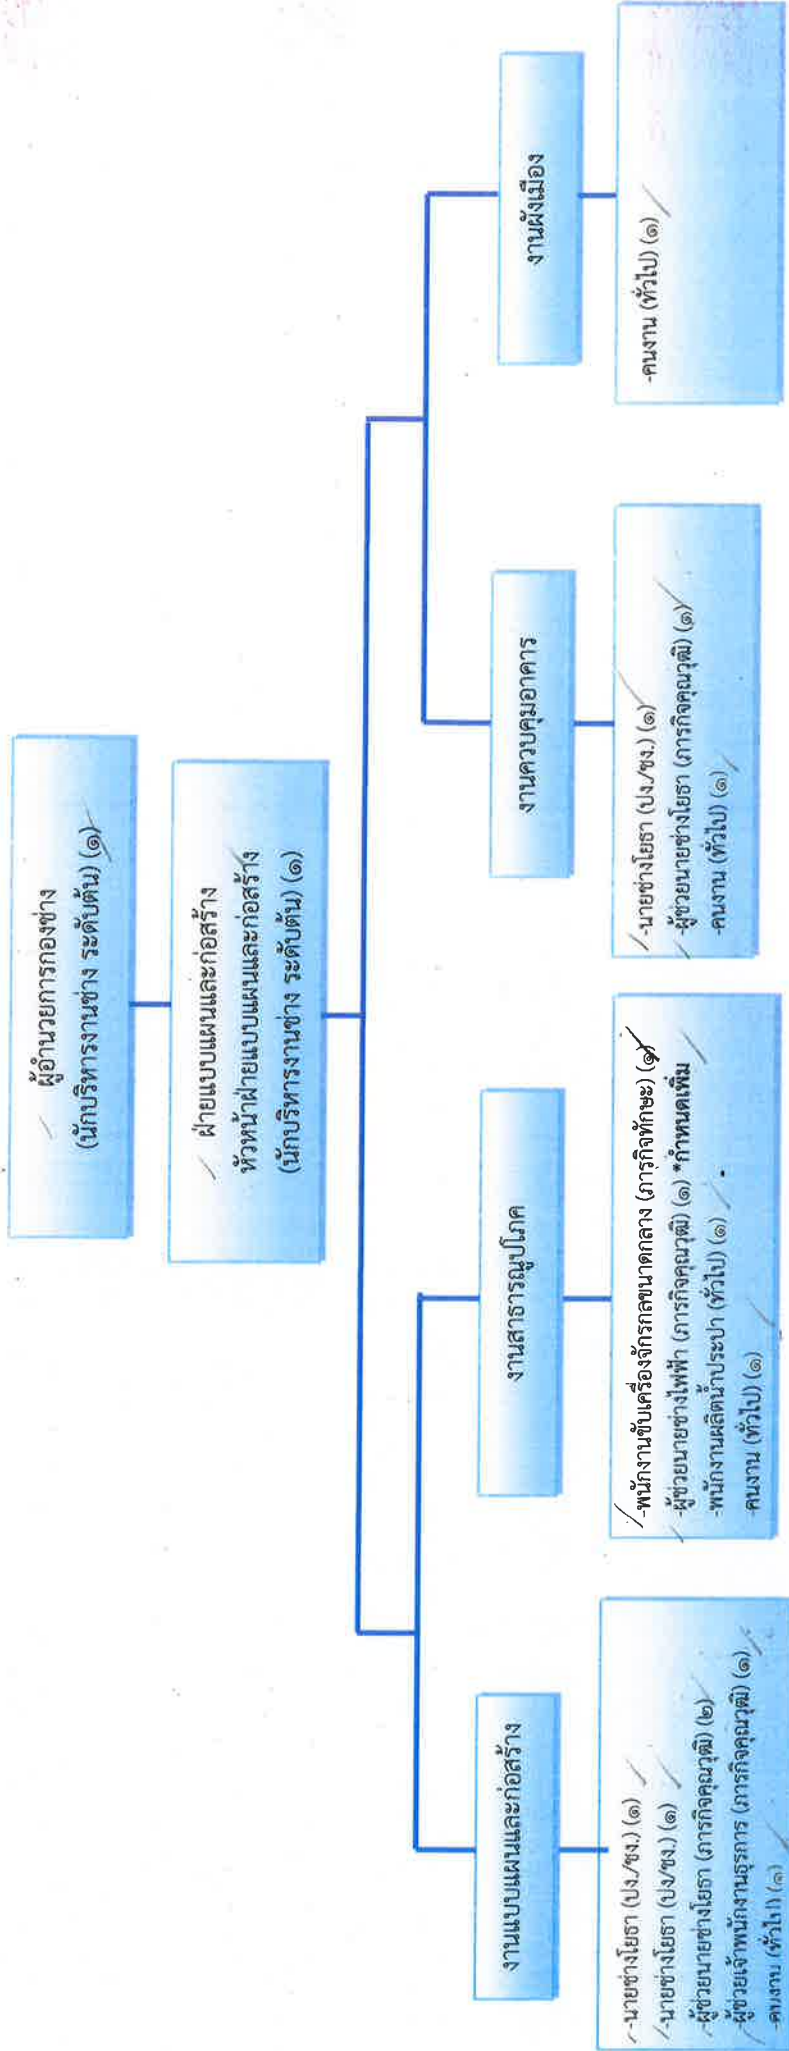 ผู้อำนวยการกองช่าง
(นักบริหารงานช่าง ระดับต้น) (๑)
ฝ่ายแบบแผนและก่อสร้าง
หัวหน้าฝ่ายแบบแผนและก่อสร้าง
(นักบริหารงานช่าง ระดับต้น) (๑)
งานแบบแผนและก่อสร้าง
-นายช่างโยธา (ปง./ชง.) (๑)
-นายช่างโยธา (ปง/ชง.) (๑)
-ผู้ช่วยนายช่างโยธา (ภารกิจคุณวุฒิ) (๒)
-ผู้ช่วยเจ้าพนักงานธุรการ (ภารกิจคุณวุฒิ) (๑)
-คนงาน (ทั่วไป) (๑)
งานสาธารณูปโภค
-พนักงานขับเครื่องจักรกลขนาดกลาง (ภารกิจทักษะ) (๑)
-ผู้ช่วยนายช่างไฟฟ้า (ภารกิจคุณวุฒิ) (๑) *กำหนดเพิ่ม
-พนักงานผลิตน้ำประปา (ทั่วไป) (๑)
-คนงาน (ทั่วไป) (๑)
งานควบคุมอาคาร
-นายช่างโยธา (ปง./ชง.) (๑)
-ผู้ช่วยนายช่างโยธา (ภารกิจคุณวุฒิ) (๑)
-คนงาน (ทั่วไป) (๑)
งานผังเมือง
-คนงาน (ทั่วไป) (๑)